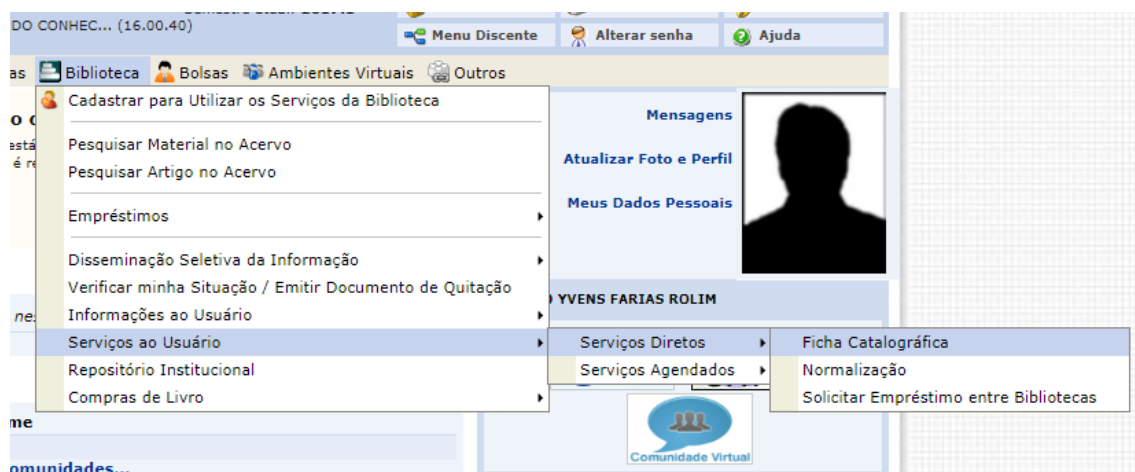 DO CONHEC... (16.00.40)
Menu Discente Alterar senha Ajuda
as Biblioteca Bolsas Ambientes Virtuais Outros
Cadastrar para Utilizar os Serviços da Biblioteca
Mensagens
Pesquisar Material no Acervo
está
Atualizar Foto e Perfil
é re
Pesquisar Artigo no Acervo
Meus Dados Pessoais
Empréstimos
Disseminação Seletiva da Informação
Verificar minha Situação / Emitir Documento de Quitação
YVENS FARIAS ROLIM
nes
Informações ao Usuário
Serviços ao Usuário Serviços Diretos Ficha Catalográfica
Repositório Institucional Serviços Agendados Normalização
Compras de Livro Solicitar Empréstimo entre Bibliotecas
me
Comunidade Virtual
omunidades...